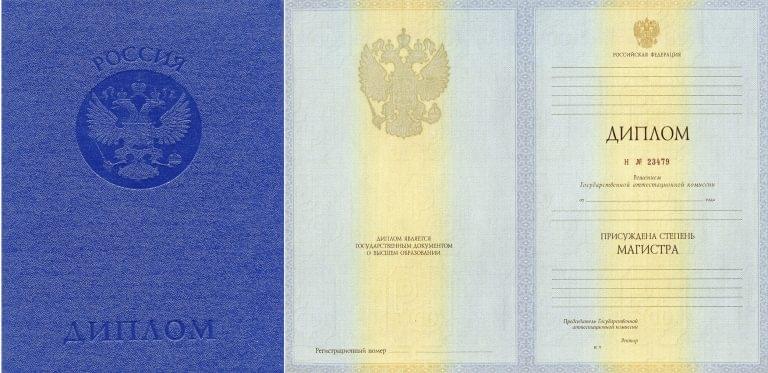 РОССИЯ
ДИПЛОМ
ДИПЛОМ ЯВЛЯЕТСЯ
ГОСУДАРСТВЕННЫМ ДОКУМЕНТОМ
О ВЫСШЕМ ОБРАЗОВАНИИ
Регистрационный номер
РОССИЙСКАЯ ФЕДЕРАЦИЯ
ДИПЛОМ
Н № 23479
Решением
Государственной аттестационной комиссии
от года
ПРИСУЖДЕНА СТЕПЕНЬ
МАГИСТРА
Председатель Государственной
аттестационной комиссии
Ректор